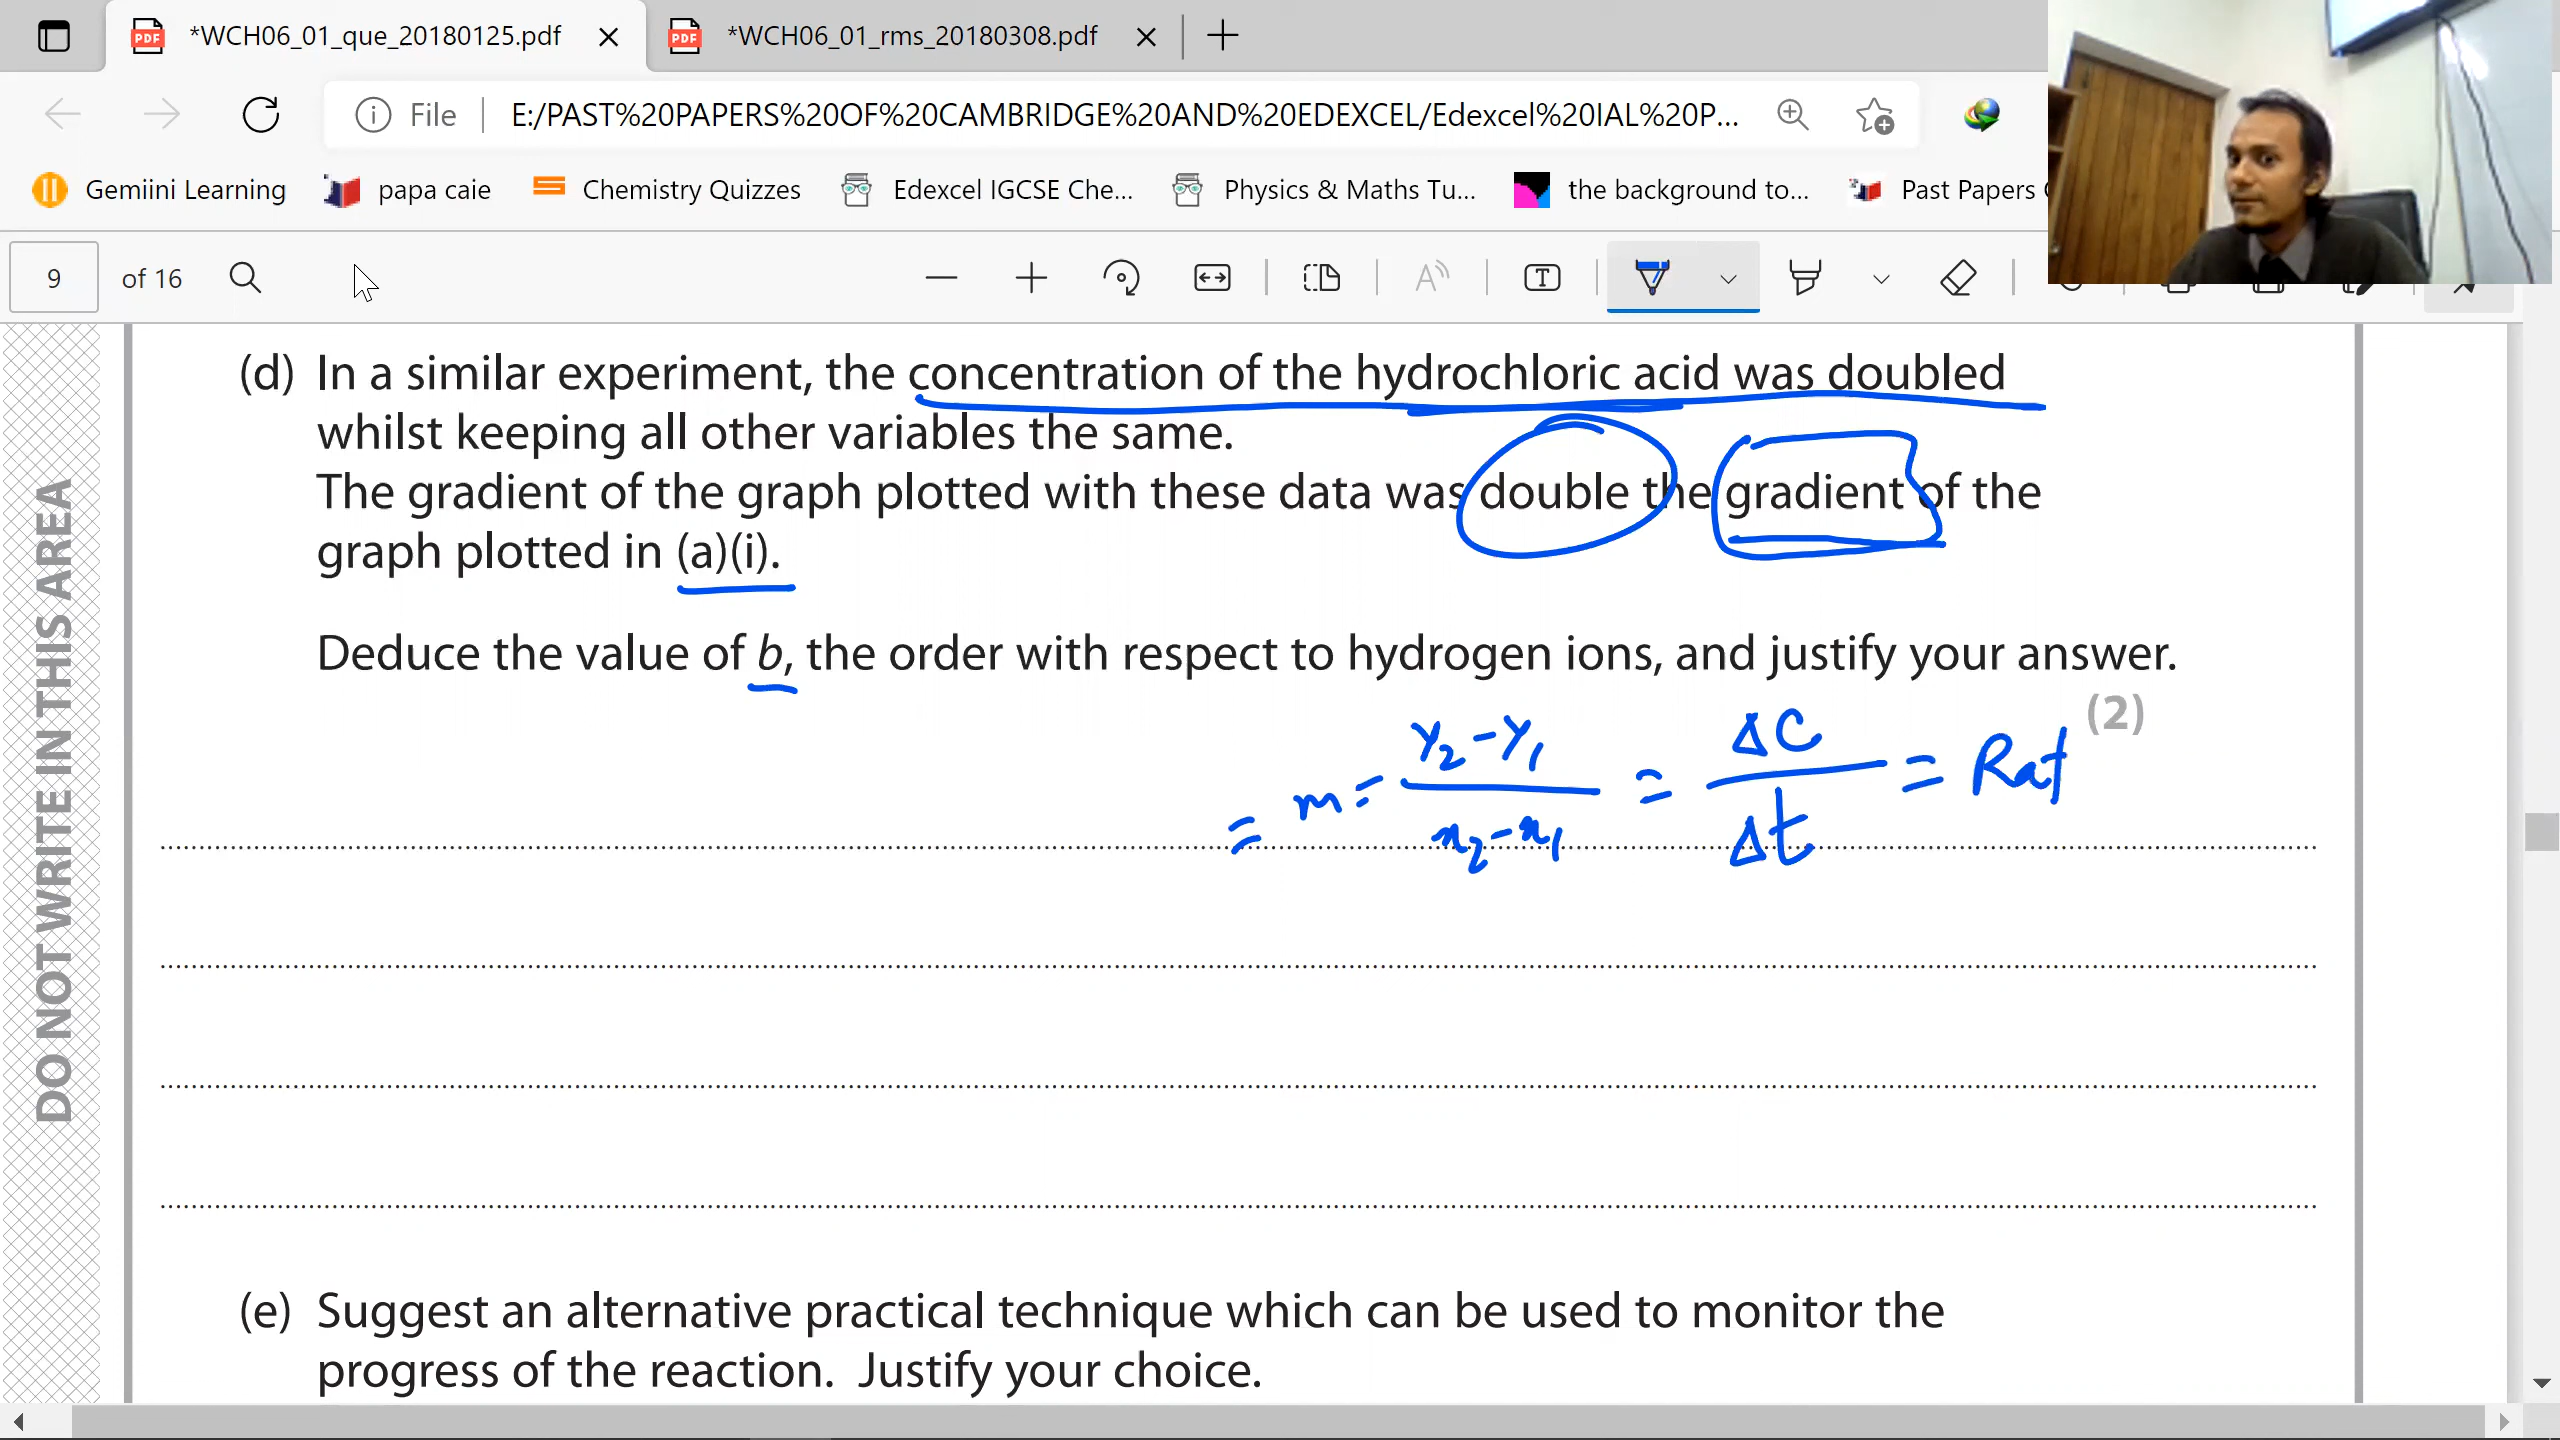 *WCH06_01_que_20180125.pdf
*WCH06_01_rms_20180308.pdf
File
E:/PAST%20PAPERS%20OF%20CAMBRIDGE%20AND%20EDEXCEL/Edexcel%20IAL%20P...
Gemiini Learning
papa caie
Chemistry Quizzes
Edexcel IGCSE Che...
Physics & Maths Tu...
the background to...
Past Papers
9 of 16
(d) In a similar experiment, the concentration of the hydrochloric acid was doubled
whilst keeping all other variables the same.
The gradient of the graph plotted with these data was double the gradient of the
graph plotted in (a)(i).
Deduce the value of b, the order with respect to hydrogen ions, and justify your answer.
(2)
= m = y2 - y1 / x2 - x1 = ΔC / Δt = Rat
(e) Suggest an alternative practical technique which can be used to monitor the
progress of the reaction. Justify your choice.
DO NOT WRITE IN THIS AREA